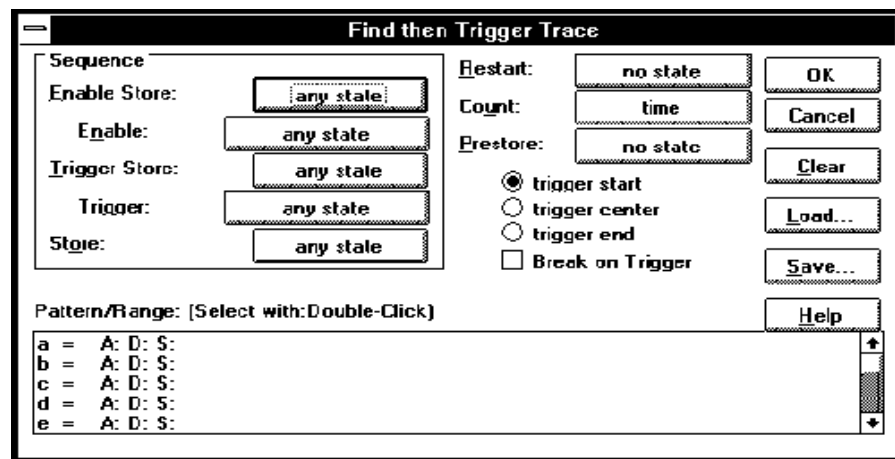 Find then Trigger Trace
Sequence
Enable Store: any state
Enable: any state
Trigger Store: any state
Trigger: any state
Store: any state
Restart: no state
Count: time
Prestore: no state
trigger start
trigger center
trigger end
Break on Trigger
OK
Cancel
Clear
Load...
Save...
Help
Pattern/Range: (Select with:Double-Click)
a = A: D: S:
b = A: D: S:
c = A: D: S:
d = A: D: S:
e = A: D: S: